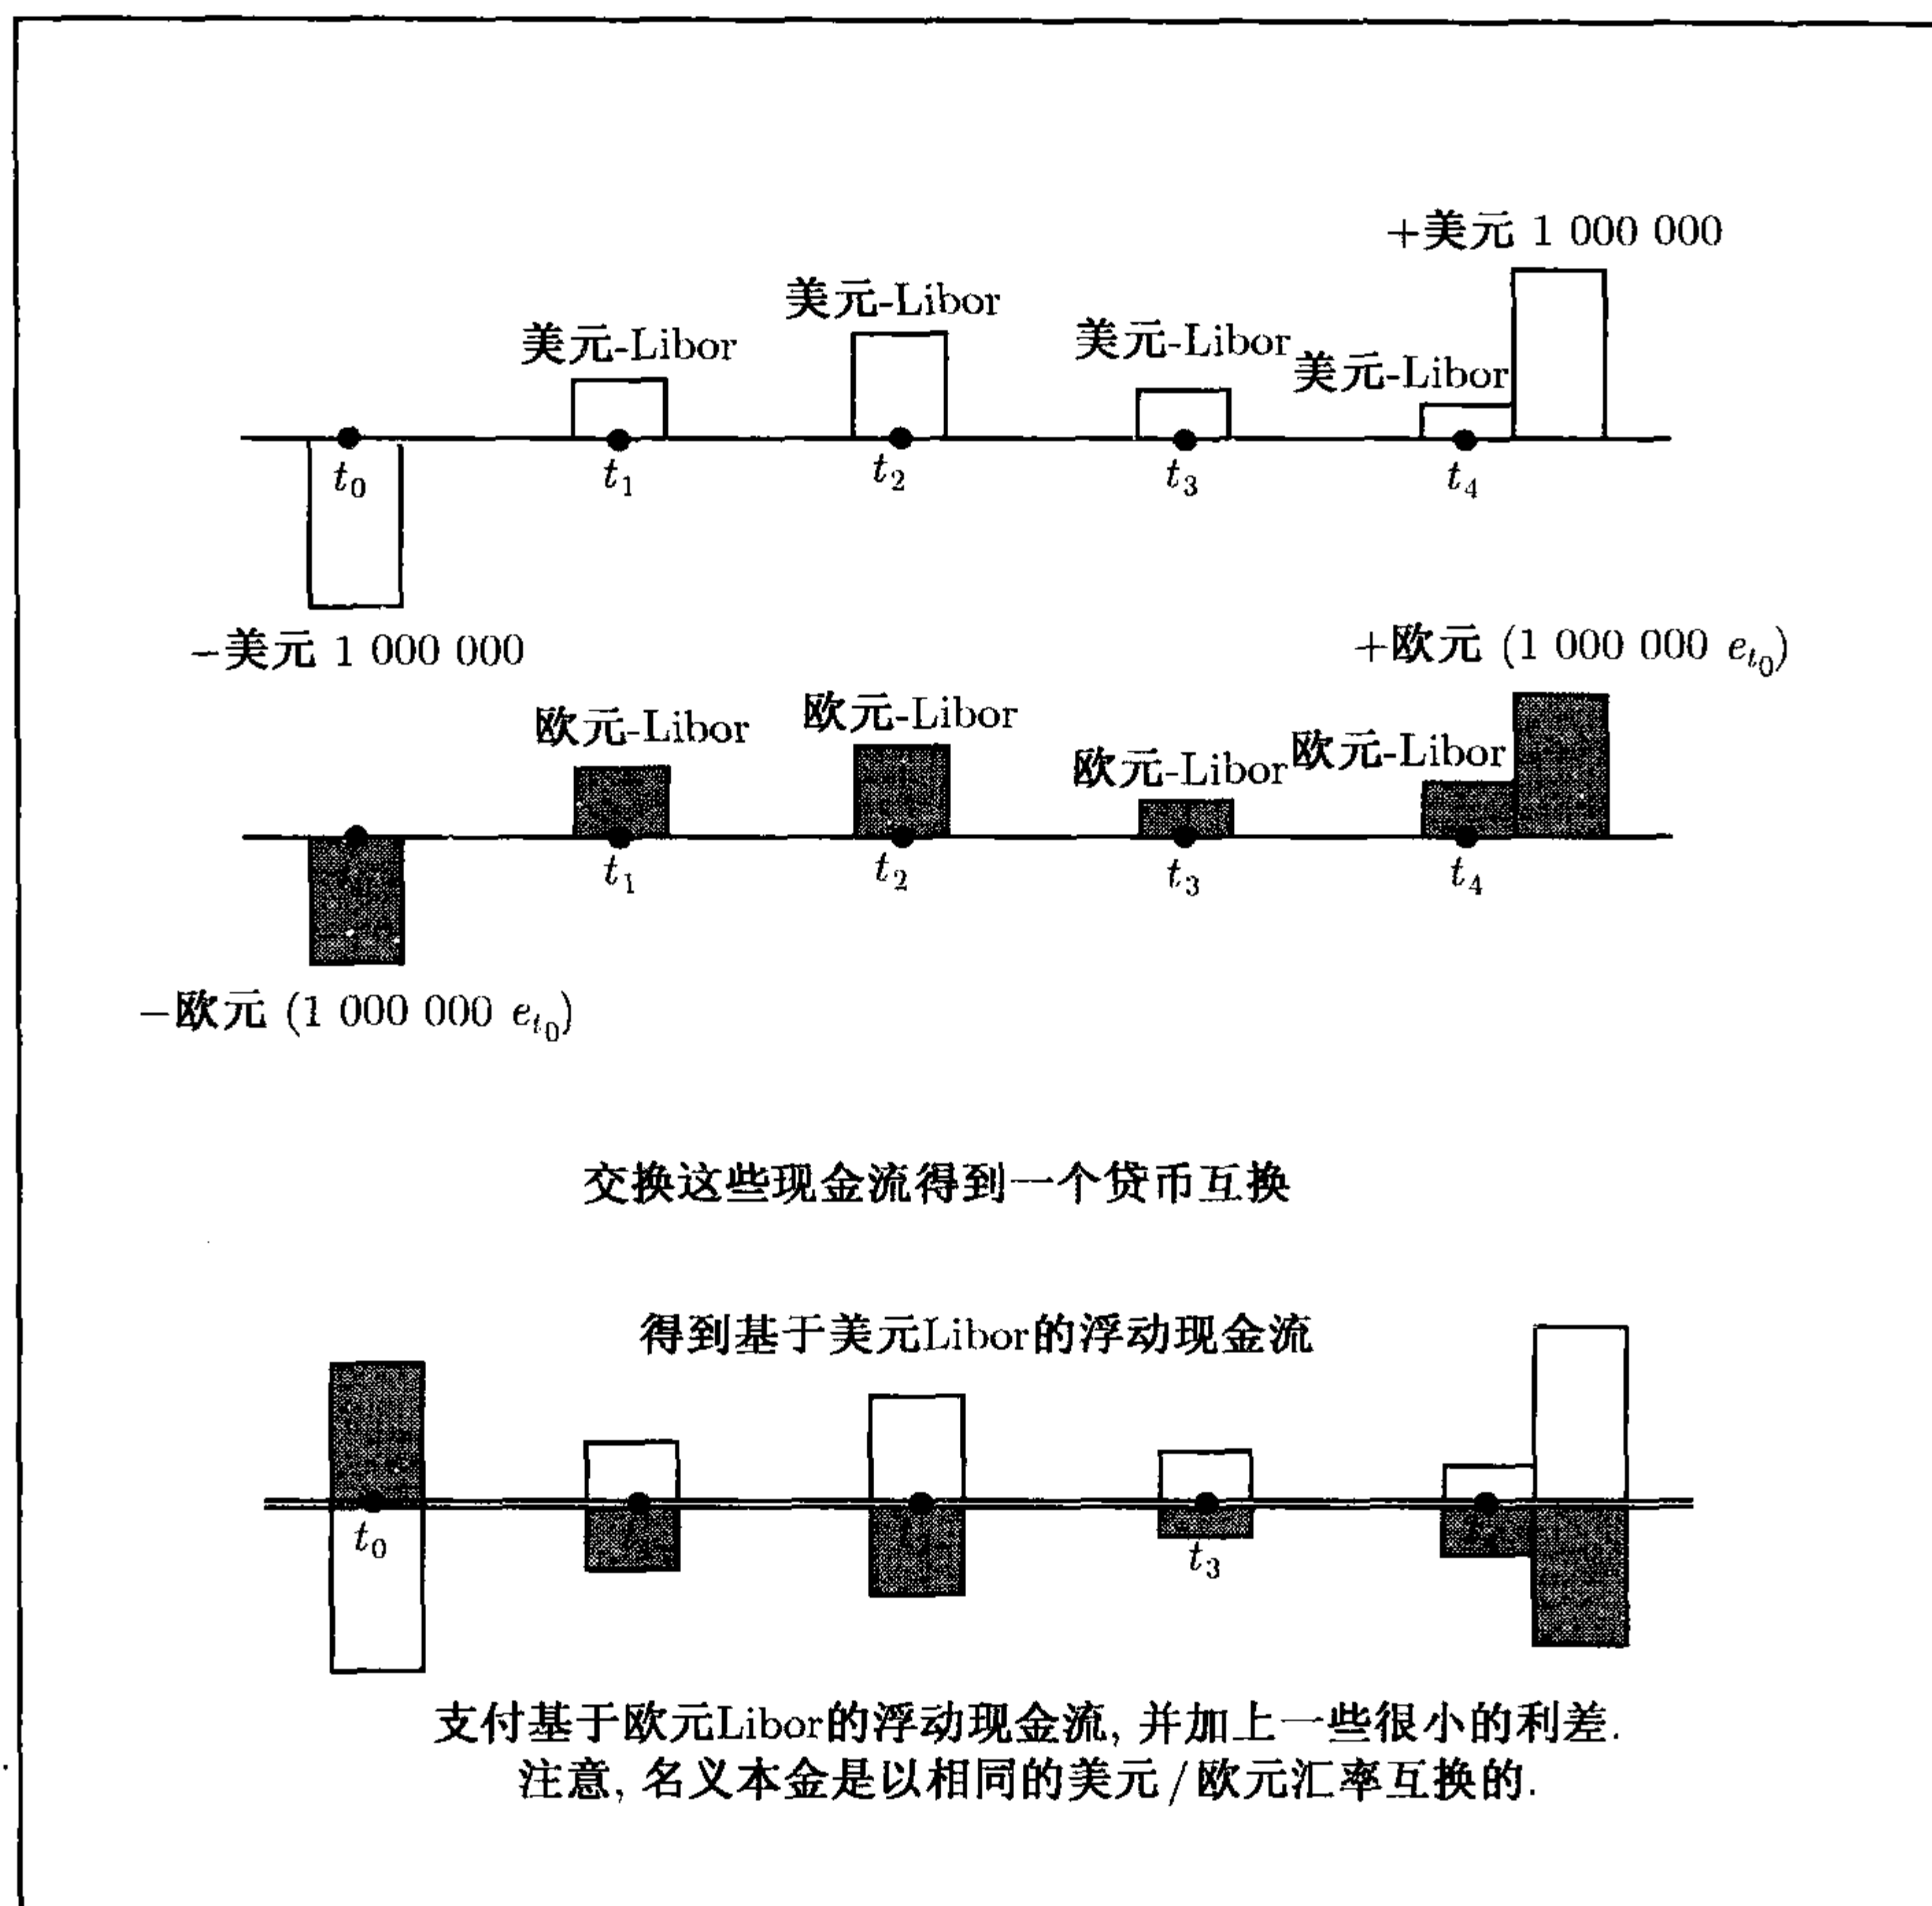 +美元 1 000 000
美元-Libor
美元-Libor
美元-Libor
美元-Libor
t₀
t₁
t₂
t₃
t₄
−美元 1 000 000
+欧元 (1 000 000 e_{t₀})
欧元-Libor
欧元-Libor
欧元-Libor
欧元-Libor
t₁
t₂
t₃
t₄
−欧元 (1 000 000 e_{t₀})
交换这些现金流得到一个货币互换
得到基于美元Libor的浮动现金流
t₀
t₃
支付基于欧元Libor的浮动现金流, 并加上一些很小的利差.
注意, 名义本金是以相同的美元/欧元汇率互换的.